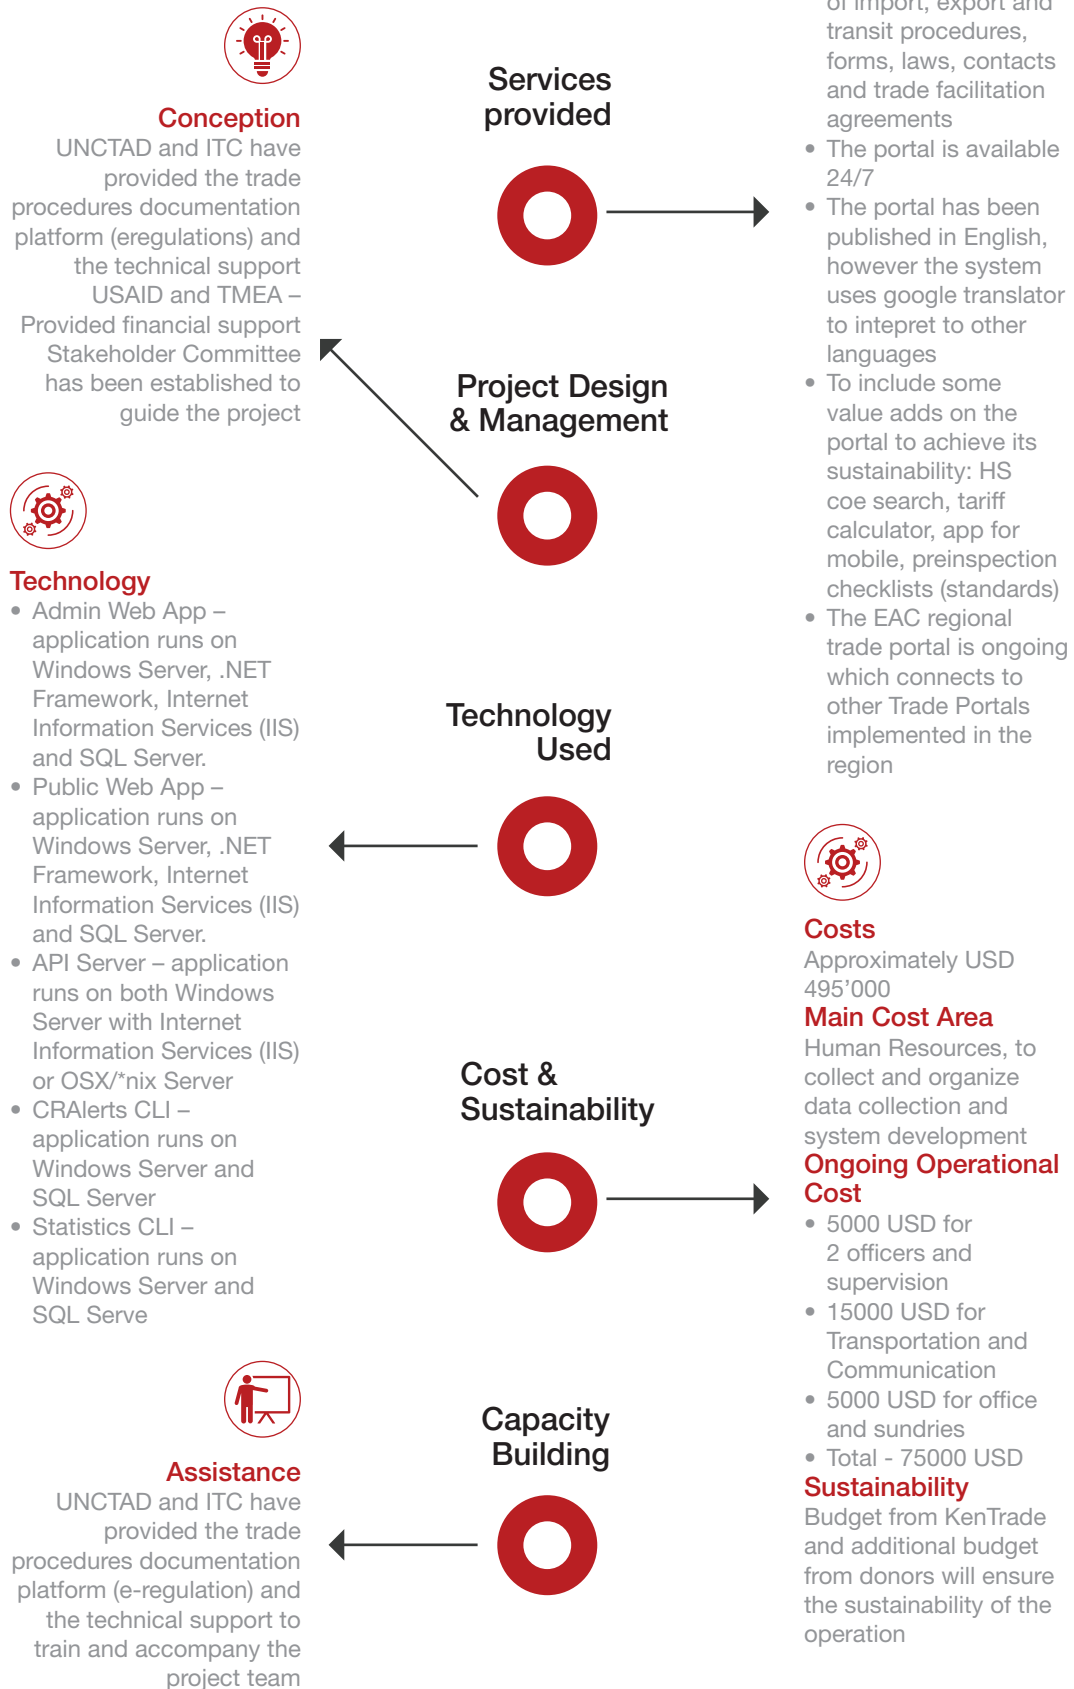 Conception
UNCTAD and ITC have
provided the trade
procedures documentation
platform (eregulations) and
the technical support
USAID and TMEA –
Provided financial support
Stakeholder Committee
has been established to
guide the project
Technology
• Admin Web App –
application runs on
Windows Server, .NET
Framework, Internet
Information Services (IIS)
and SQL Server.
• Public Web App –
application runs on
Windows Server, .NET
Framework, Internet
Information Services (IIS)
and SQL Server.
• API Server – application
runs on both Windows
Server with Internet
Information Services (IIS)
or OSX/*nix Server
• CRAlerts CLI –
application runs on
Windows Server and
SQL Server
• Statistics CLI –
application runs on
Windows Server and
SQL Serve
Assistance
UNCTAD and ITC have
provided the trade
procedures documentation
platform (e-regulation) and
the technical support to
train and accompany the
project team
Services
provided
Project Design
& Management
Technology
Used
Cost &
Sustainability
Capacity
Building
of import, export and
transit procedures,
forms, laws, contacts
and trade facilitation
agreements
• The portal is available
24/7
• The portal has been
published in English,
however the system
uses google translator
to intepret to other
languages
• To include some
value adds on the
portal to achieve its
sustainability: HS
coe search, tariff
calculator, app for
mobile, preinspection
checklists (standards)
• The EAC regional
trade portal is ongoing
which connects to
other Trade Portals
implemented in the
region
Costs
Approximately USD
495’000
Main Cost Area
Human Resources, to
collect and organize
data collection and
system development
Ongoing Operational
Cost
• 5000 USD for
2 officers and
supervision
• 15000 USD for
Transportation and
Communication
• 5000 USD for office
and sundries
• Total - 75000 USD
Sustainability
Budget from KenTrade
and additional budget
from donors will ensure
the sustainability of the
operation